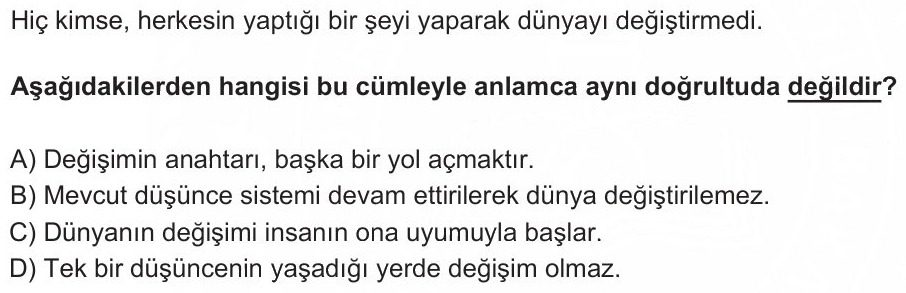 Hiç kimse, herkesin yaptığı bir şeyi yaparak dünyayı değiştirmedi.
Aşağıdakilerden hangisi bu cümleyle anlamca aynı doğrultuda değildir?
A) Değişimin anahtarı, başka bir yol açmaktır.
B) Mevcut düşünce sistemi devam ettirilerek dünya değiştirilemez.
C) Dünyanın değişimi insanın ona uyumuyla başlar.
D) Tek bir düşüncenin yaşadığı yerde değişim olmaz.